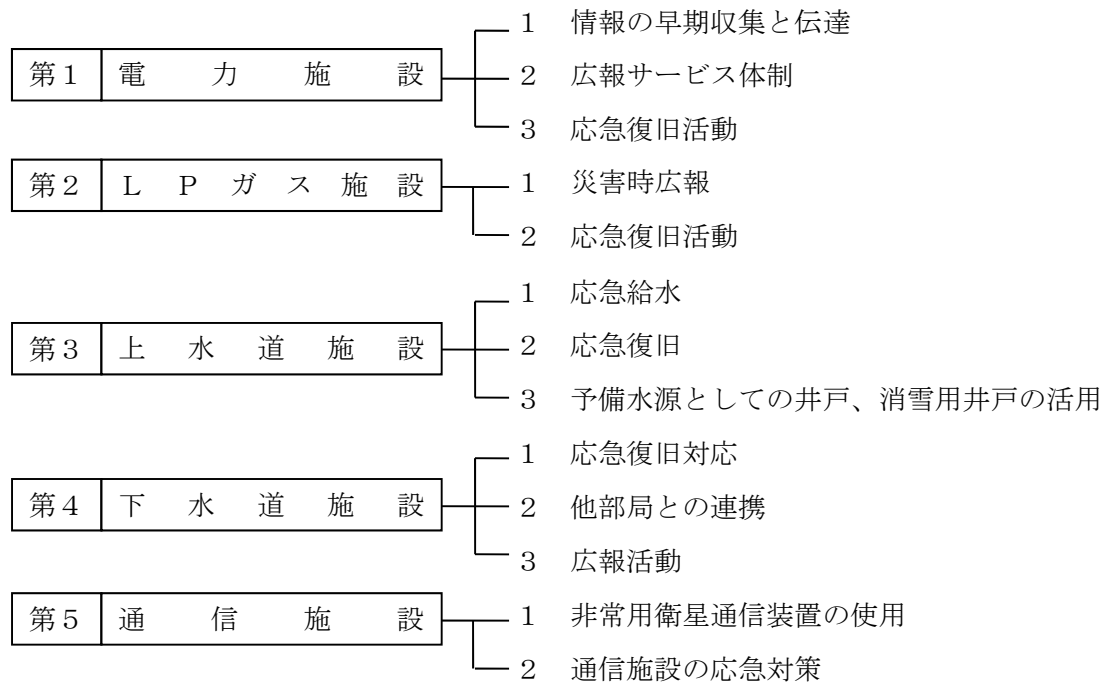 1 情報の早期収集と伝達
第1 電力施設 2 広報サービス体制
3 応急復旧活動
第2 LPガス施設 1 災害時広報
2 応急復旧活動
1 応急給水
第3 上水道施設 2 応急復旧
3 予備水源としての井戸、消雪用井戸の活用
1 応急復旧対応
第4 下水道施設 2 他部局との連携
3 広報活動
第5 通信施設 1 非常用衛星通信装置の使用
2 通信施設の応急対策